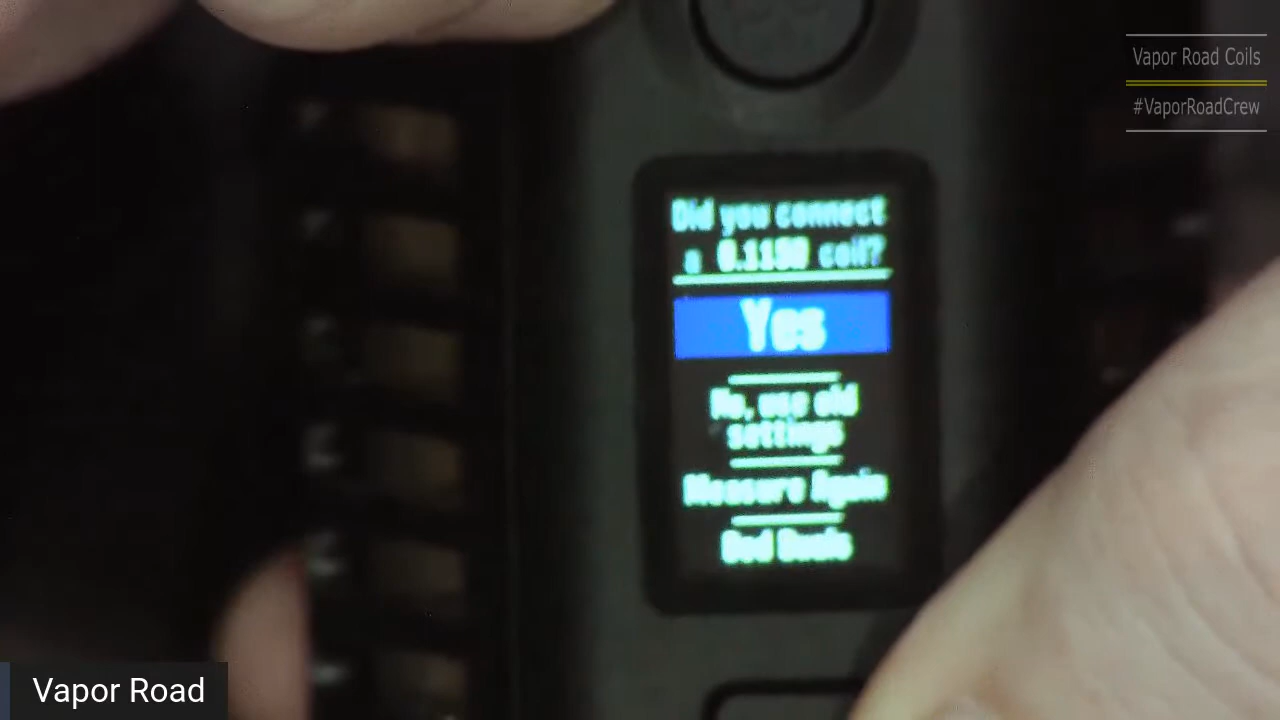 Vapor Road Coils
#VaporRoadCrew
Did you connect
a coil?
Yes
No, use old
settings
Measure Again
Vapor Road